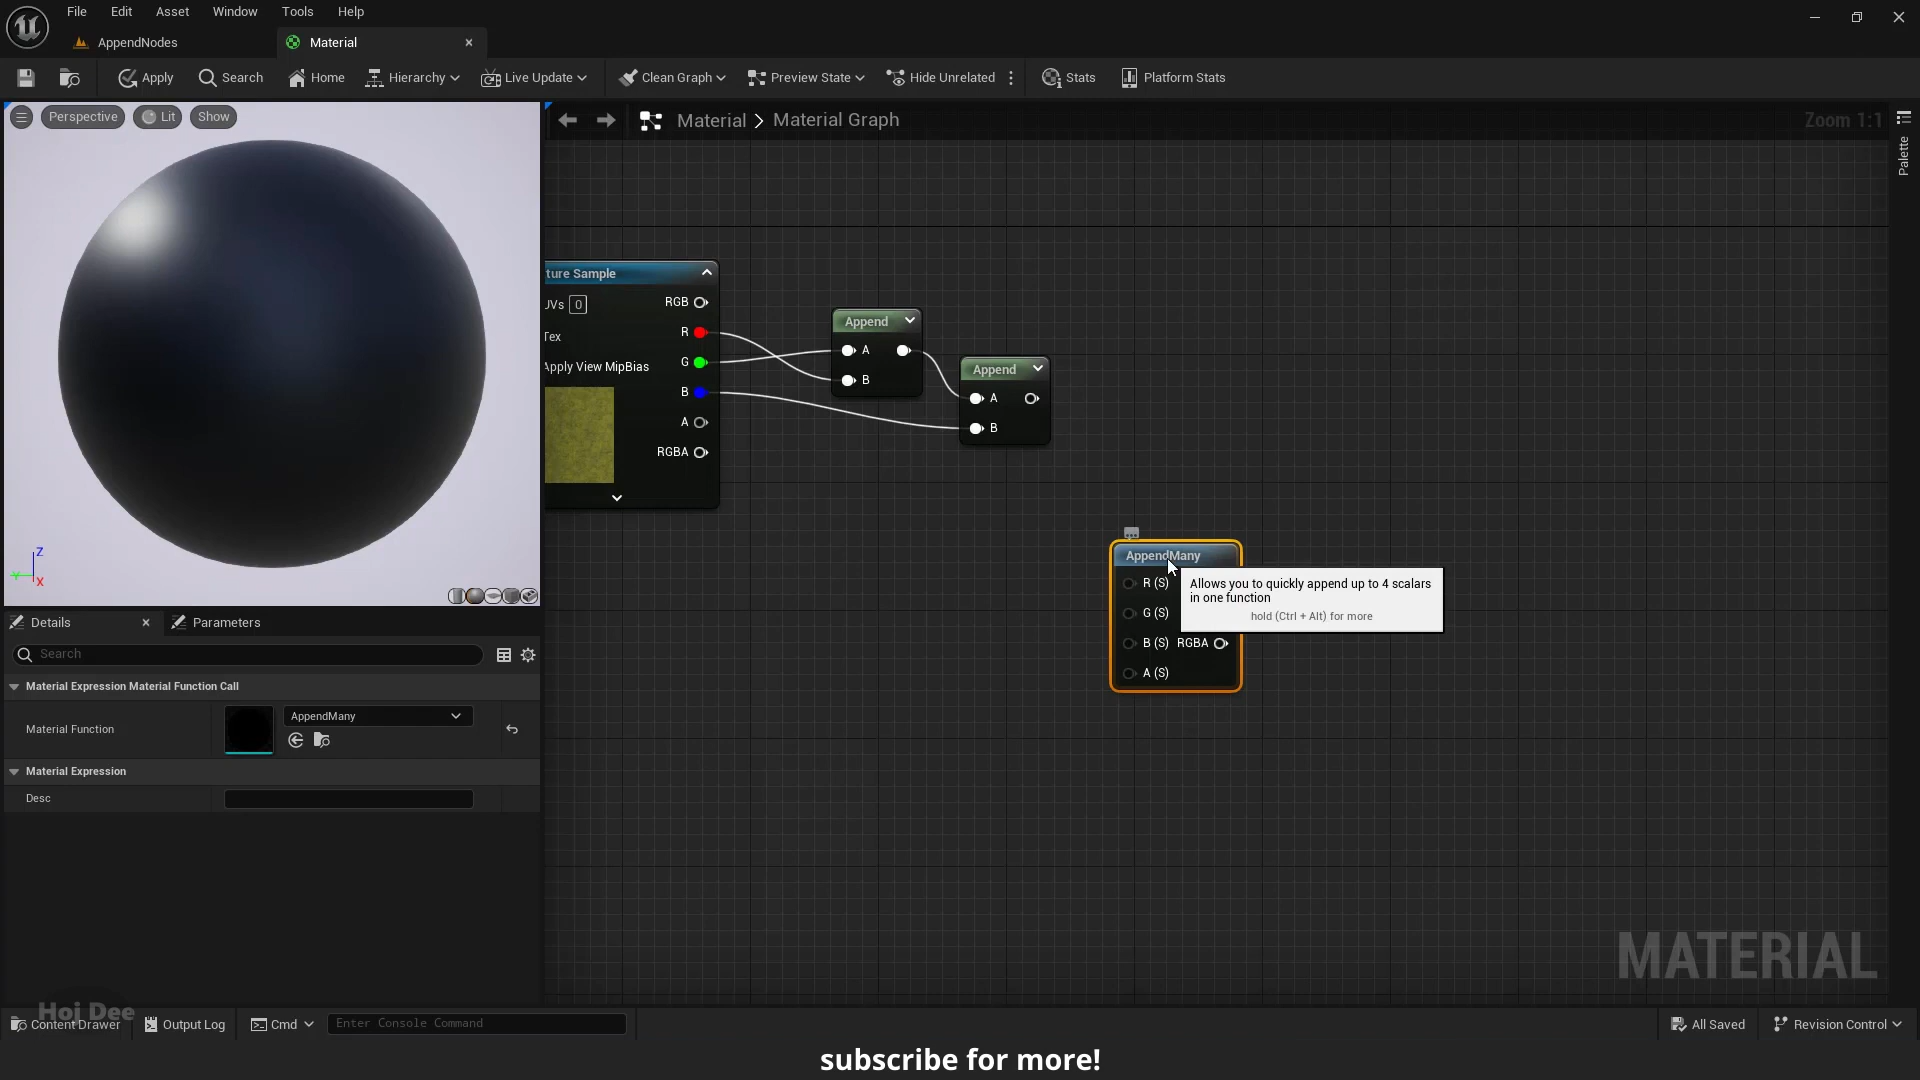 File Edit Asset Window Tools Help
AppendNodes Material
Apply Search Home Hierarchy Live Update Clean Graph Preview State Hide Unrelated Stats Platform Stats
Perspective Lit Show
Material > Material Graph
Zoom 1:1
Palette
ture Sample
UVs 0
RGB
Tex
R
Apply View MipBias
G
B
A
RGBA
Append
A
B
Append
A
B
AppendMany
R (S)
G (S)
B (S) RGBA
A (S)
Allows you to quickly append up to 4 scalars
in one function
hold (Ctrl + Alt) for more
Z
Y
X
Details Parameters
Search
Material Expression Material Function Call
Material Function AppendMany
Material Expression
Desc
MATERIAL
Hoj Dee
Content Drawer Output Log Cmd Enter Console Command All Saved Revision Control
subscribe for more!